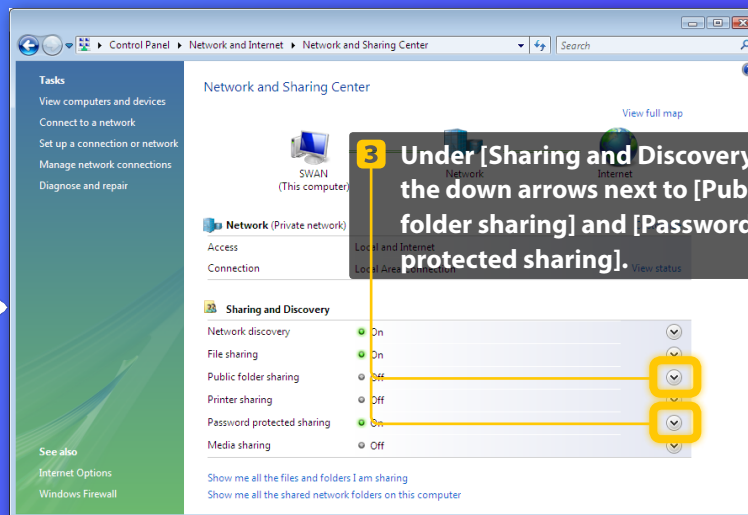 Control Panel ▸ Network and Internet ▸ Network and Sharing Center
Search
Tasks
View computers and devices
Connect to a network
Set up a connection or network
Manage network connections
Diagnose and repair
See also
Internet Options
Windows Firewall
Network and Sharing Center
View full map
SWAN
(This computer)
Network
Internet
3 Under [Sharing and Discovery
the down arrows next to [Pub
folder sharing] and [Password
protected sharing].
Network (Private network)
Access Local and Internet
Connection Local Area Connection View status
Sharing and Discovery
Network discovery On
File sharing On
Public folder sharing Off
Printer sharing Off
Password protected sharing On
Media sharing Off
Show me all the files and folders I am sharing
Show me all the shared network folders on this computer